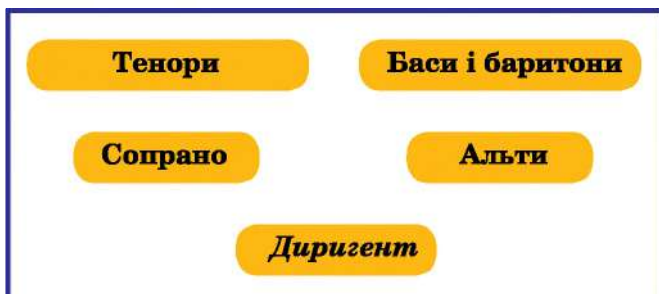 Тенори
Баси і баритони
Сопрано
Альти
Диригент